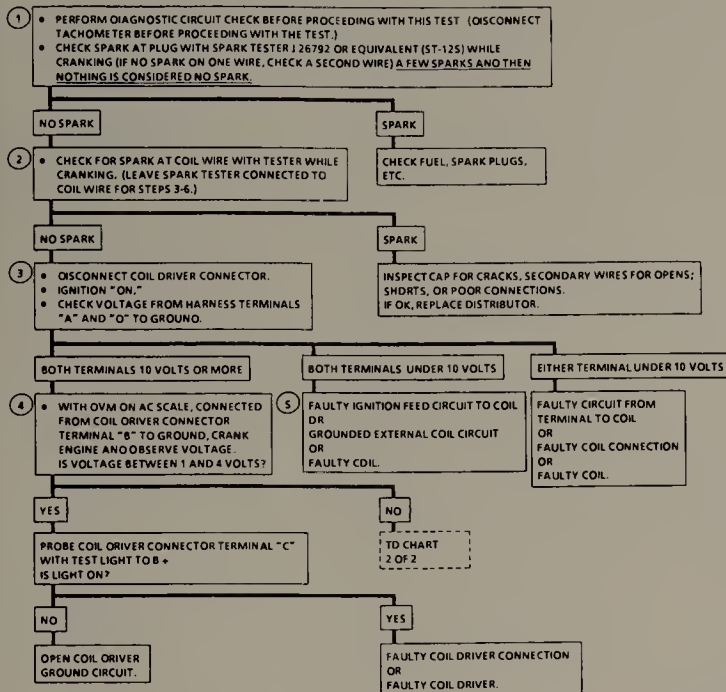 1
• PERFORM DIAGNOSTIC CIRCUIT CHECK BEFORE PROCEEDING WITH THIS TEST (DISCONNECT
TACHOMETER BEFORE PROCEEDING WITH THE TEST.)
• CHECK SPARK AT PLUG WITH SPARK TESTER J 26792 OR EQUIVALENT (ST-125) WHILE
CRANKING (IF NO SPARK ON ONE WIRE, CHECK A SECOND WIRE) A FEW SPARKS AND THEN
NOTHING IS CONSIDERED NO SPARK.
NO SPARK
SPARK
2
• CHECK FOR SPARK AT COIL WIRE WITH TESTER WHILE
CRANKING. (LEAVE SPARK TESTER CONNECTED TO
COIL WIRE FOR STEPS 3-6.)
CHECK FUEL, SPARK PLUGS,
ETC.
NO SPARK
SPARK
3
• DISCONNECT COIL DRIVER CONNECTOR.
• IGNITION "ON,"
• CHECK VOLTAGE FROM HARNESS TERMINALS
"A" AND "D" TO GROUND.
INSPECT CAP FOR CRACKS, SECONDARY WIRES FOR OPENS;
SHORTS, OR POOR CONNECTIONS.
IF OK, REPLACE DISTRIBUTOR.
BOTH TERMINALS 10 VOLTS OR MORE
BOTH TERMINALS UNDER 10 VOLTS
EITHER TERMINAL UNDER 10 VOLTS
4
• WITH OVM ON AC SCALE, CONNECTED
FROM COIL DRIVER CONNECTOR
TERMINAL "B" TO GROUND, CRANK
ENGINE AND OBSERVE VOLTAGE.
IS VOLTAGE BETWEEN 1 AND 4 VOLTS?
5
FAULTY IGNITION FEED CIRCUIT TO COIL
OR
GROUNDED EXTERNAL COIL CIRCUIT
OR
FAULTY COIL.
FAULTY CIRCUIT FROM
TERMINAL TO COIL
OR
FAULTY COIL CONNECTION
OR
FAULTY COIL.
YES
NO
PROBE COIL DRIVER CONNECTOR TERMINAL "C"
WITH TEST LIGHT TO B +
IS LIGHT ON?
TO CHART
2 OF 2
NO
YES
OPEN COIL DRIVER
GROUND CIRCUIT.
FAULTY COIL DRIVER CONNECTION
OR
FAULTY COIL DRIVER.